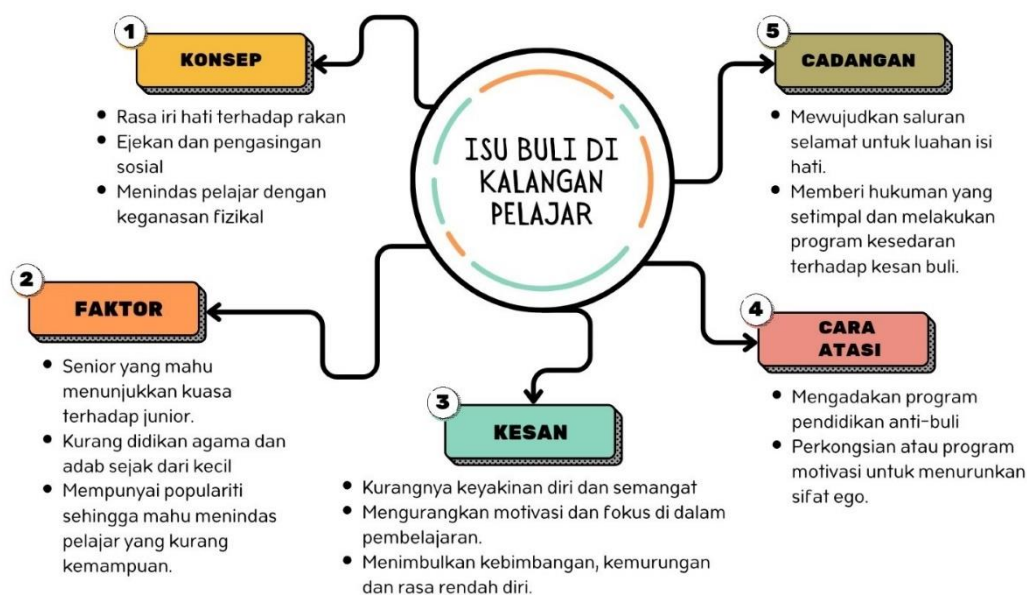 ISU BULI DI
KALANGAN
PELAJAR
1
KONSEP
• Rasa iri hati terhadap rakan
• Ejekan dan pengasingan
sosial
• Menindas pelajar dengan
keganasan fizikal
2
FAKTOR
• Senior yang mahu
menunjukkan kuasa
terhadap junior.
• Kurang didikan agama dan
adab sejak dari kecil
• Mempunyai populariti
sehingga mahu menindas
pelajar yang kurang
kemampuan.
3
KESAN
• Kurangnya keyakinan diri dan semangat
• Mengurangkan motivasi dan fokus di dalam
pembelajaran.
• Menimbulkan kebimbangan, kemurungan
dan rasa rendah diri.
4
CARA
ATASI
• Mengadakan program
pendidikan anti-buli
• Perkongsian atau program
motivasi untuk menurunkan
sifat ego.
5
CADANGAN
• Mewujudkan saluran
selamat untuk luahan isi
hati.
• Memberi hukuman yang
setimpal dan melakukan
program kesedaran
terhadap kesan buli.